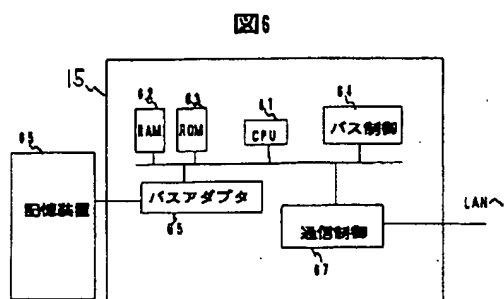 図6
15
62
63
61
64
65
RAM
ROM
CPU
バス制御
記憶装置
バスアダプタ
65
通信制御
67
LANへ